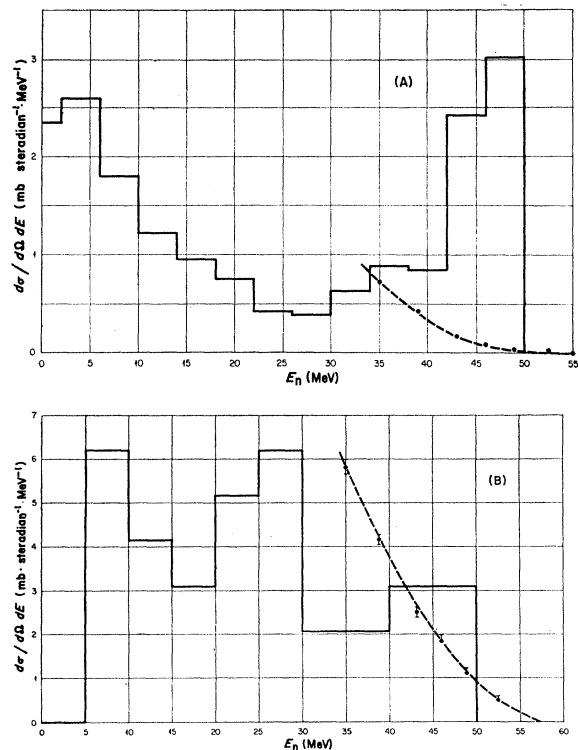 3
2
1
0
(A)
dσ / dΩ dE (mb steradian⁻¹·MeV⁻¹)
0 5 10 15 20 25 30 35 40 45 50 55
Eₙ (MeV)
7
6
5
4
3
2
1
0
(B)
dσ / dΩ dE (mb·steradian⁻¹·MeV⁻¹)
0 5 10 15 20 25 30 35 40 45 50 55 60
Eₙ (MeV)